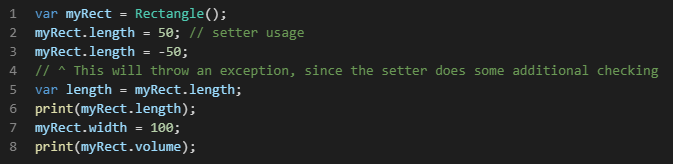 1 var myRect = Rectangle();
2 myRect.length = 50; // setter usage
3 myRect.length = -50;
4 // ^ This will throw an exception, since the setter does some additional checking
5 var length = myRect.length;
6 print(myRect.length);
7 myRect.width = 100;
8 print(myRect.volume);